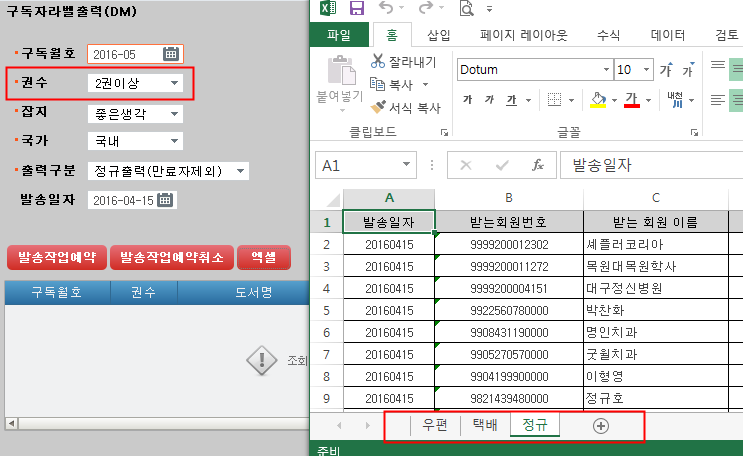 구독자라벨출력(DM)
구독월호 2016-05
권수 2권이상
잡지 좋은생각
국가 국내
출력구분 정규출력(만료자제외)
발송일자 2016-04-15
발송작업예약 발송작업예약취소 엑셀
구독월호 권수 도서명
조회
파일 홈 삽입 페이지 레이아웃 수식 데이터 검토
붙여넣기
잘라내기
복사
서식 복사
클립보드
Dotum 10 가 가
가 가 가 가 가 내천
글꼴
A1 fx 발송일자
A B C
1 발송일자 받는회원번호 받는 회원 이름
2 20160415 9999200012302 셰플러코리아
3 20160415 9999200011272 목원대목원학사
4 20160415 9999200004151 대구정신병원
5 20160415 9922560780000 박찬화
6 20160415 9908431190000 명인치과
7 20160415 9905270570000 굿윌치과
8 20160415 9904199900000 이형영
9 20160415 9821439480000 정규호
우편 택배 정규
준비